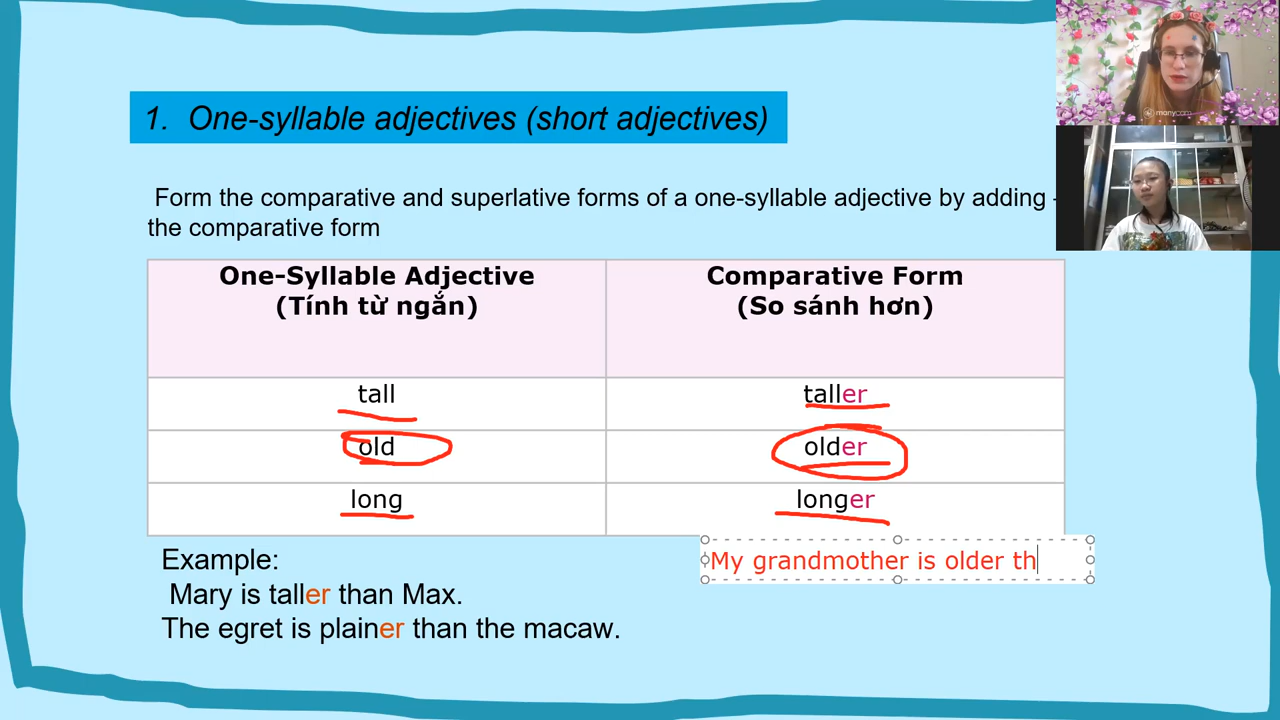 1. One-syllable adjectives (short adjectives)
Form the comparative and superlative forms of a one-syllable adjective by adding -
the comparative form
One-Syllable Adjective
(Tính từ ngắn)
Comparative Form
(So sánh hơn)
tall
taller
old
older
long
longer
Example:
Mary is taller than Max.
The egret is plainer than the macaw.
My grandmother is older th
manycam